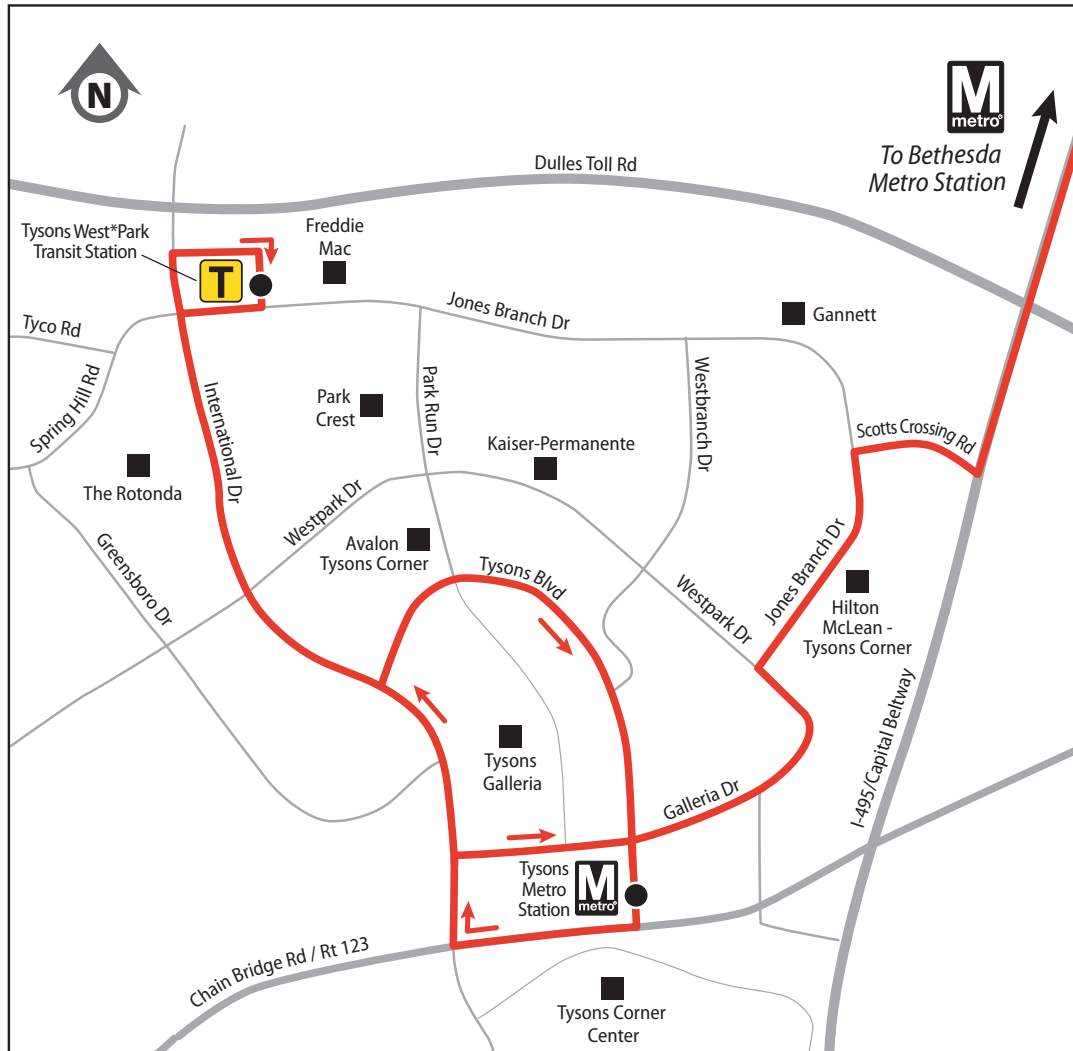 N
M
metro
To Bethesda
Metro Station
Dulles Toll Rd
Tysons West*Park
Transit Station
T
Freddie
Mac
Jones Branch Dr
Gannett
Tyco Rd
Spring Hill Rd
International Dr
Park
Crest
Park Run Dr
Westbranch Dr
Scotts Crossing Rd
Kaiser-Permanente
The Rotonda
Westpark Dr
Avalon
Tysons Corner
Greensboro Dr
Tysons Blvd
Westpark Dr
Jones Branch Dr
Hilton
McLean -
Tysons Corner
Tysons
Galleria
Galleria Dr
I-495/Capital Beltway
Tysons
Metro
Station
M
metro
Chain Bridge Rd / Rt 123
Tysons Corner
Center